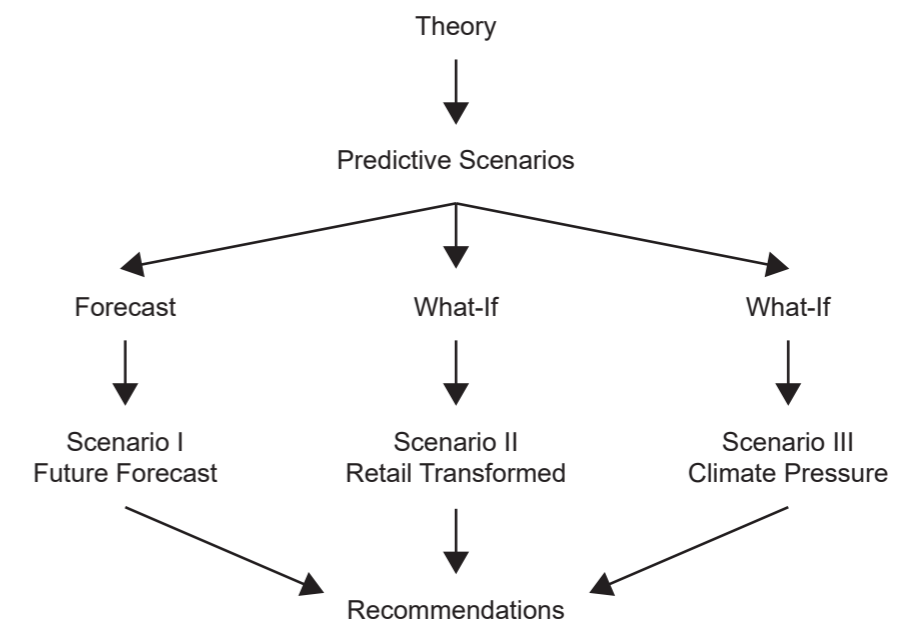 Theory
Predictive Scenarios
Forecast
What-If
What-If
Scenario I
Future Forecast
Scenario II
Retail Transformed
Scenario III
Climate Pressure
Recommendations